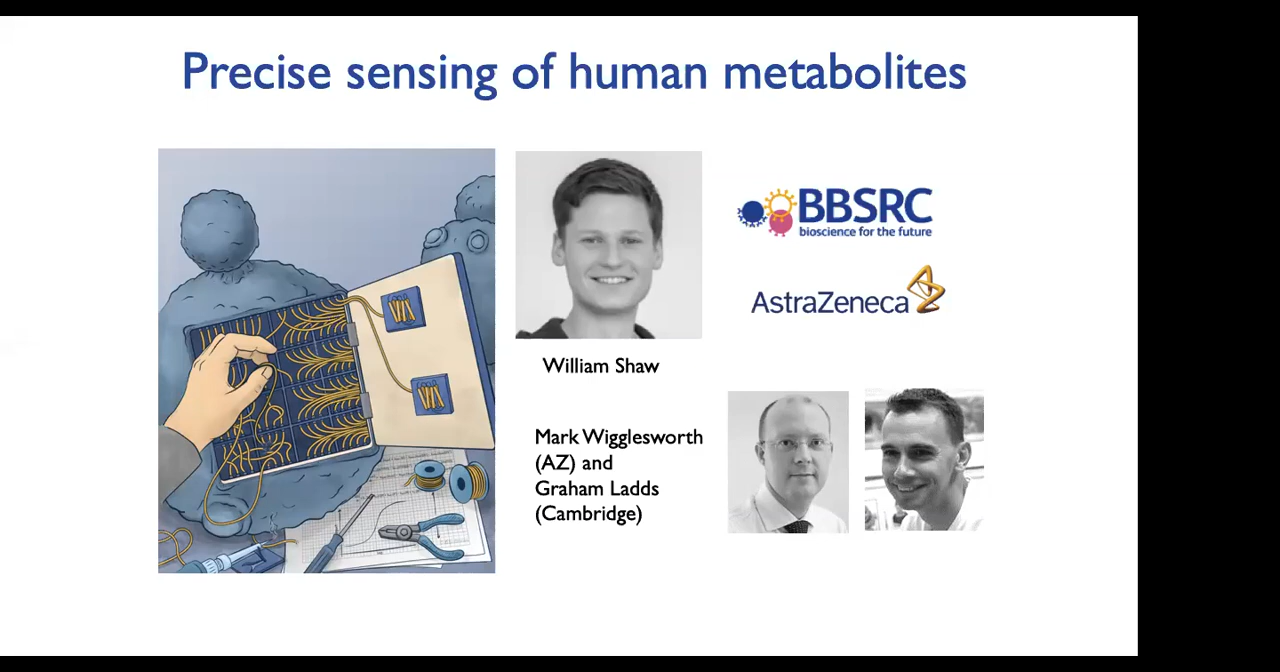 Precise sensing of human metabolites
BBSRC
bioscience for the future
AstraZeneca
William Shaw
Mark Wigglesworth
(AZ) and
Graham Ladds
(Cambridge)